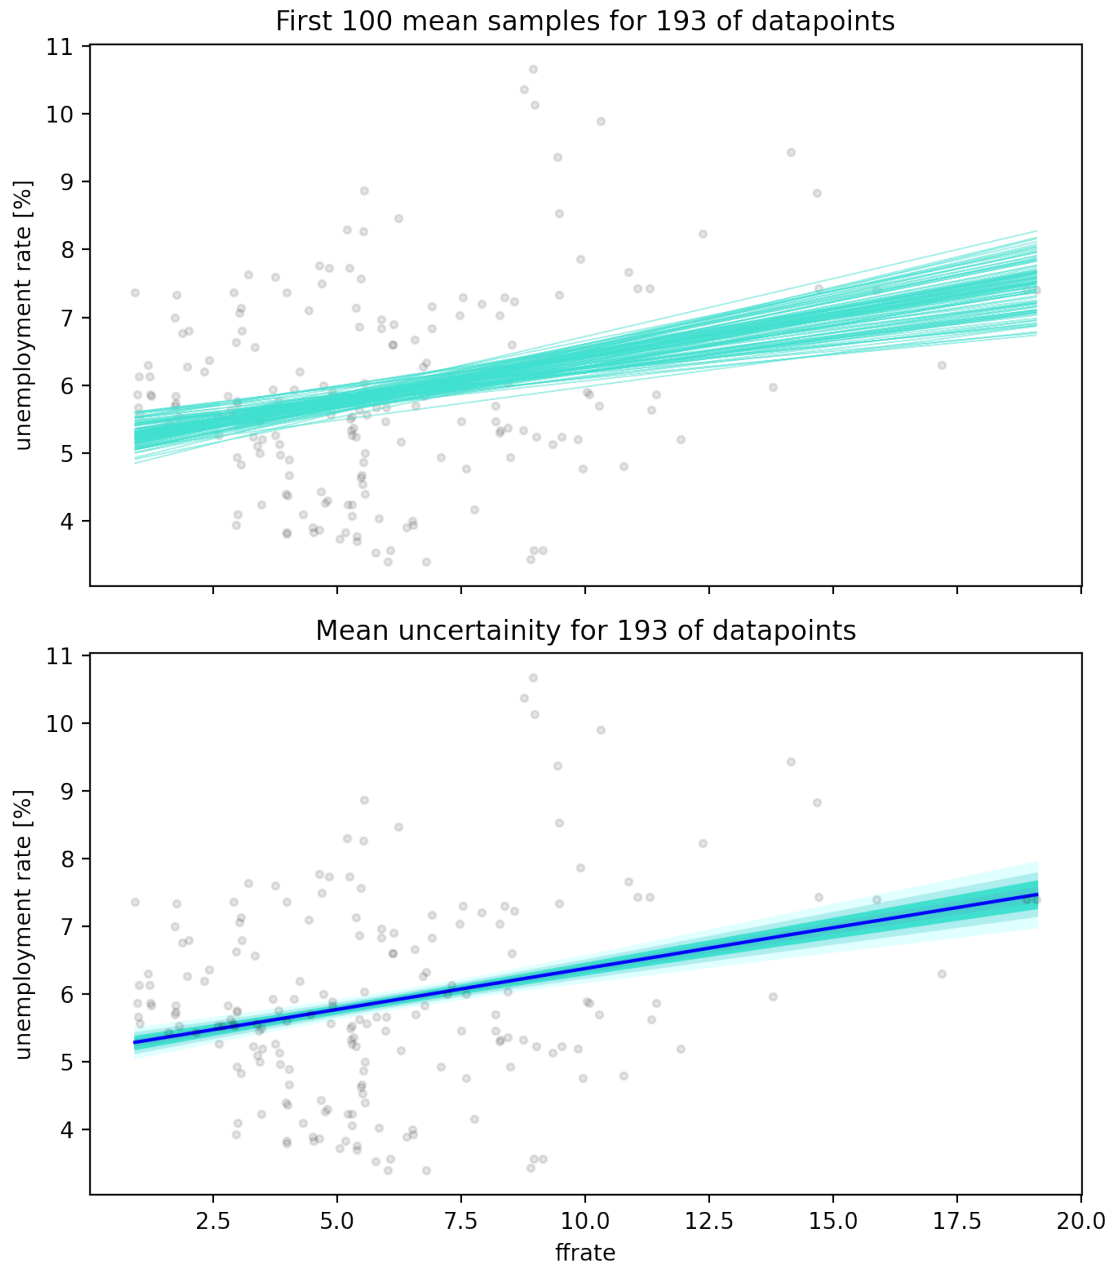 First 100 mean samples for 193 of datapoints
11
10
9
8
7
6
5
4
unemployment rate [%]
Mean uncertainity for 193 of datapoints
11
10
9
8
7
6
5
4
unemployment rate [%]
2.5 5.0 7.5 10.0 12.5 15.0 17.5 20.0
ffrate